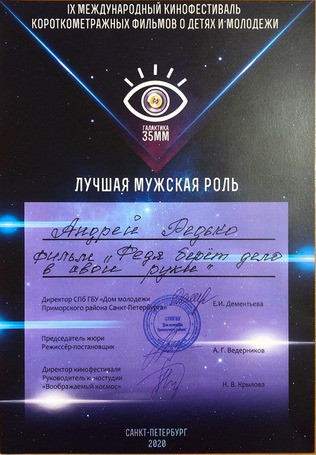 IX МЕЖДУНАРОДНЫЙ КИНОФЕСТИВАЛЬ
КОРОТКОМЕТРАЖНЫХ ФИЛЬМОВ О ДЕТЯХ И МОЛОДЕЖИ
ГАЛАКТИКА
35ММ
ЛУЧШАЯ МУЖСКАЯ РОЛЬ
Андрей Редько
Фильм „Федя берёт дело
в свои руки"
Директор СПб ГБУ «Дом молодежи
Приморского района Санкт-Петербурга»
Е.И. Дементьева
Председатель жюри
Режиссёр-постановщик
А. Г. Ведерников
Директор кинофестиваля
Руководитель киностудии
«Воображаемый космос»
Н. В. Крылова
САНКТ-ПЕТЕРБУРГ
2020